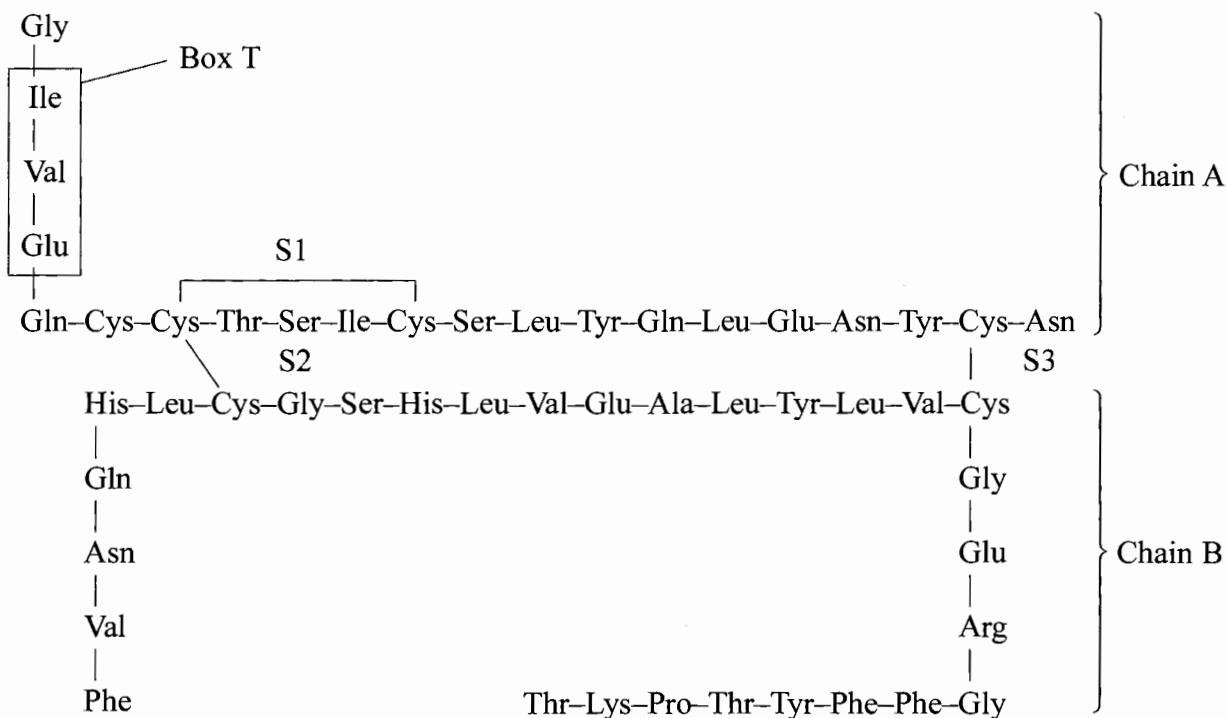 Gly
Box T
Ile
Val
Chain A
Glu
S1
Gln–Cys–Cys–Thr–Ser–Ile–Cys–Ser–Leu–Tyr–Gln–Leu–Glu–Asn–Tyr–Cys–Asn
S2 S3
His–Leu–Cys–Gly–Ser–His–Leu–Val–Glu–Ala–Leu–Tyr–Leu–Val–Cys
Gln Gly
Asn Glu Chain B
Val Arg
Phe Thr–Lys–Pro–Thr–Tyr–Phe–Phe–Gly